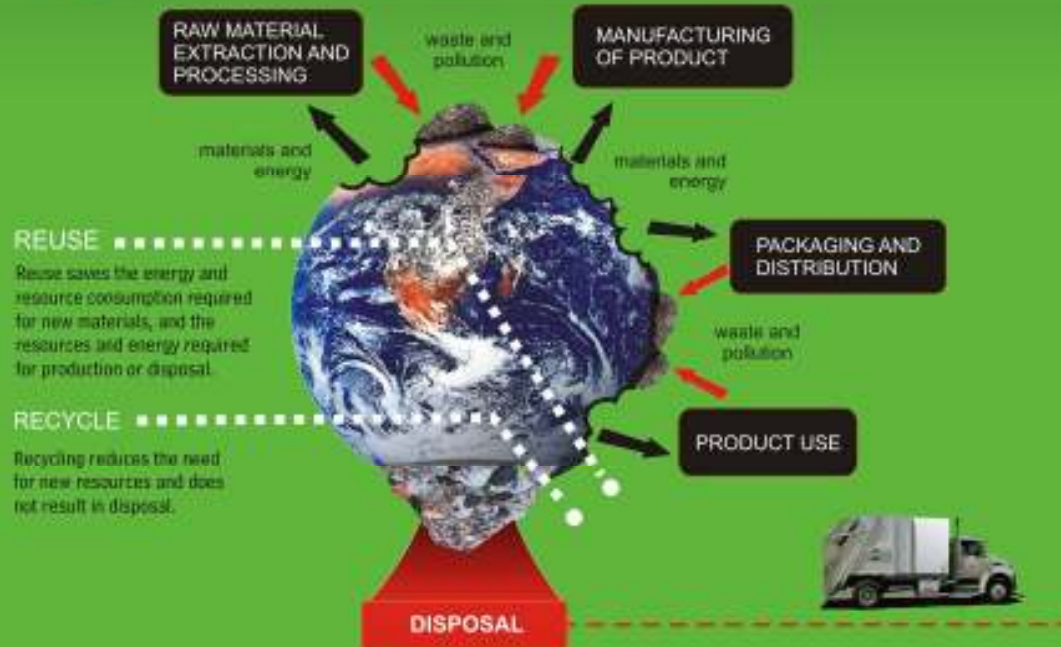 RAW MATERIAL
EXTRACTION AND
PROCESSING
waste and
pollution
MANUFACTURING
OF PRODUCT
materials and
energy
materials and
energy
REUSE
Reuse saves the energy and
resource consumption required
for new materials, and the
resources and energy required
for production or disposal.
PACKAGING AND
DISTRIBUTION
waste and
pollution
RECYCLE
Recycling reduces the need
for new resources and does
not result in disposal.
PRODUCT USE
DISPOSAL